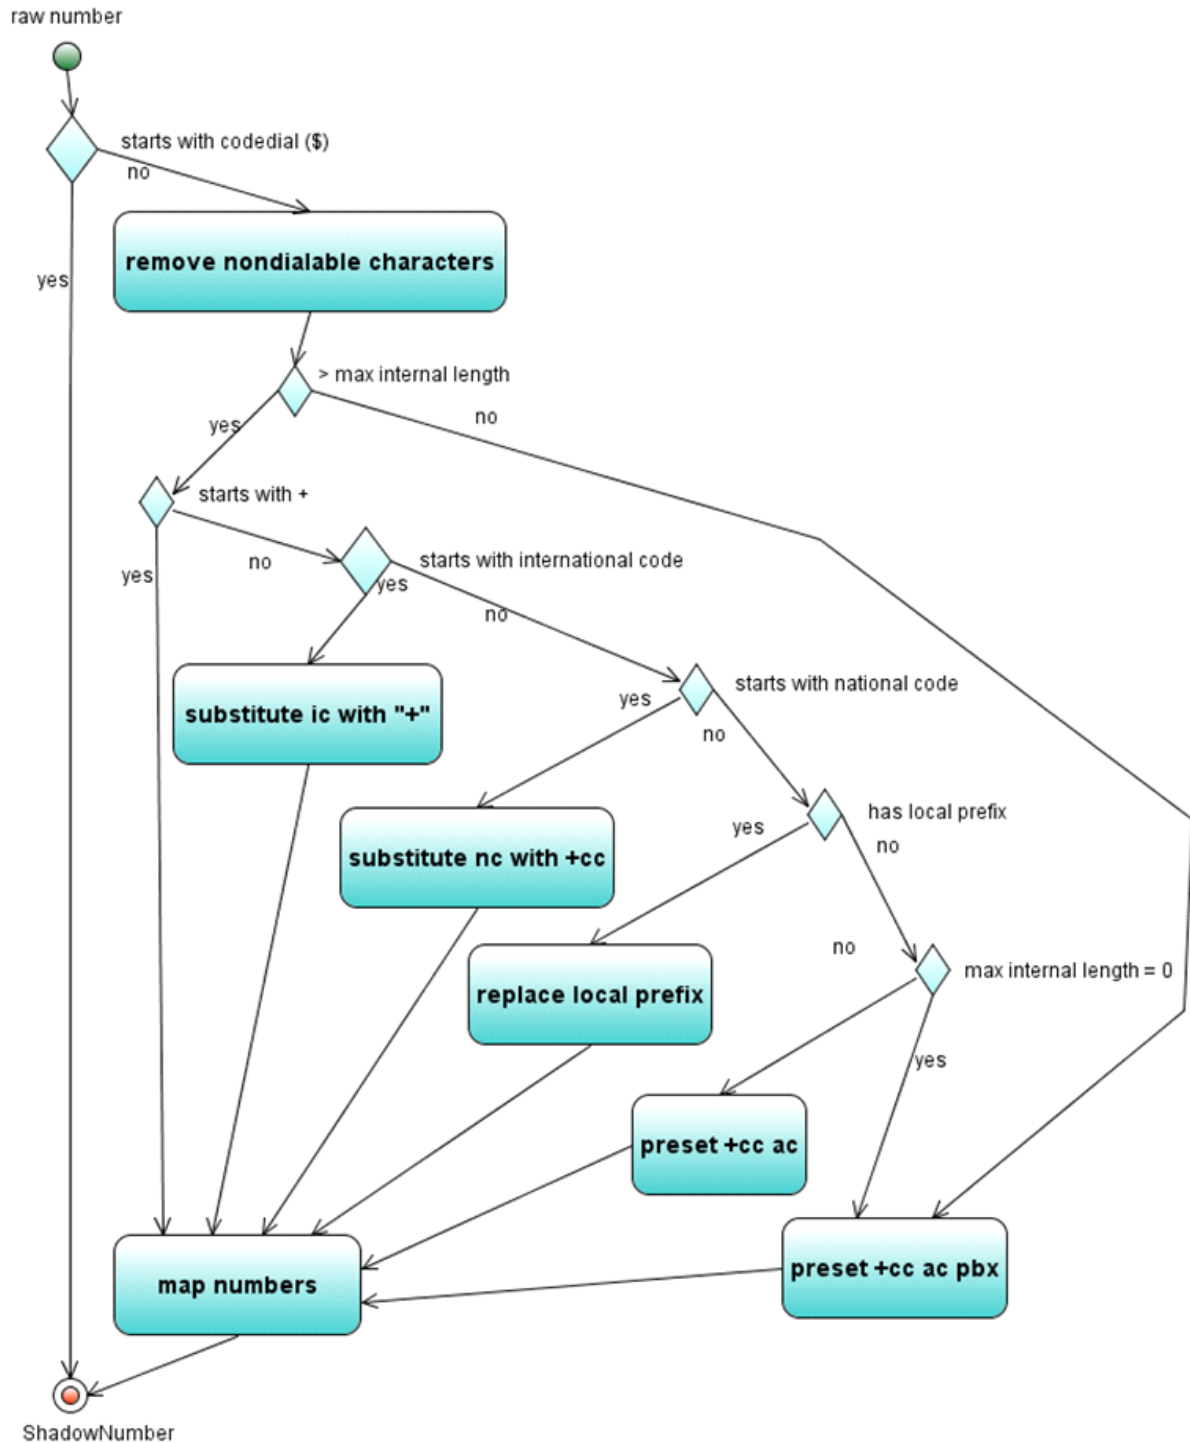 raw number
starts with codedial ($)
no
remove nondialable characters
yes
> max internal length
no
yes
starts with +
no
yes
starts with international code
yes
no
substitute ic with "+"
starts with national code
yes
no
has local prefix
yes
no
substitute nc with +cc
no
max internal length = 0
replace local prefix
yes
preset +cc ac
preset +cc ac pbx
map numbers
ShadowNumber